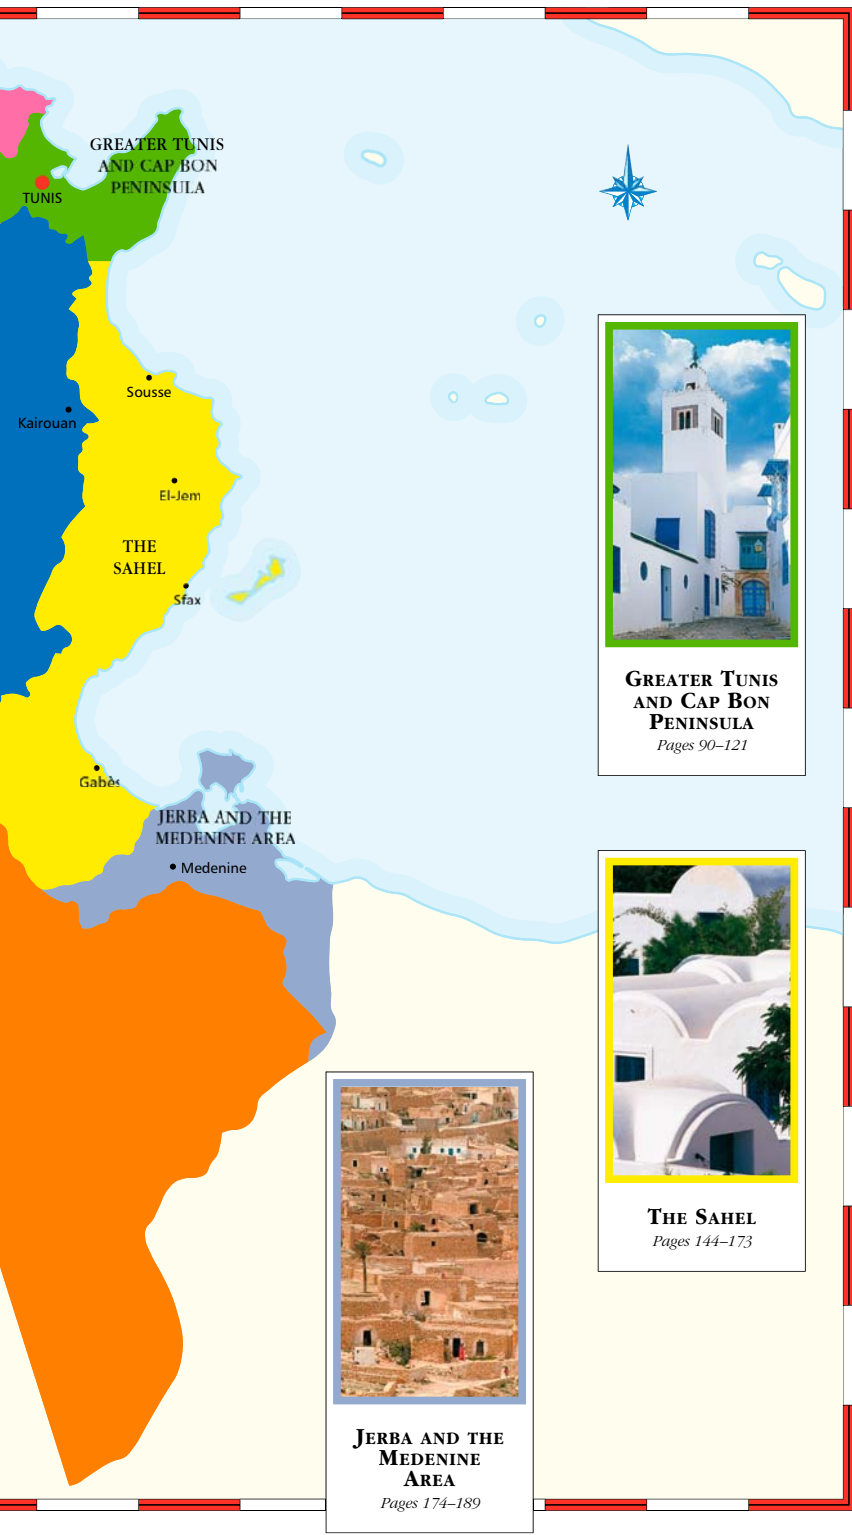 GREATER TUNIS
AND CAP BON
PENINSULA
TUNIS
Sousse
Kairouan
El-Jem
THE
SAHEL
Sfax
Gabès
JERBA AND THE
MEDENINE AREA
Medenine
GREATER TUNIS
AND CAP BON
PENINSULA
Pages 90–121
THE SAHEL
Pages 144–173
JERBA AND THE
MEDENINE
AREA
Pages 174–189